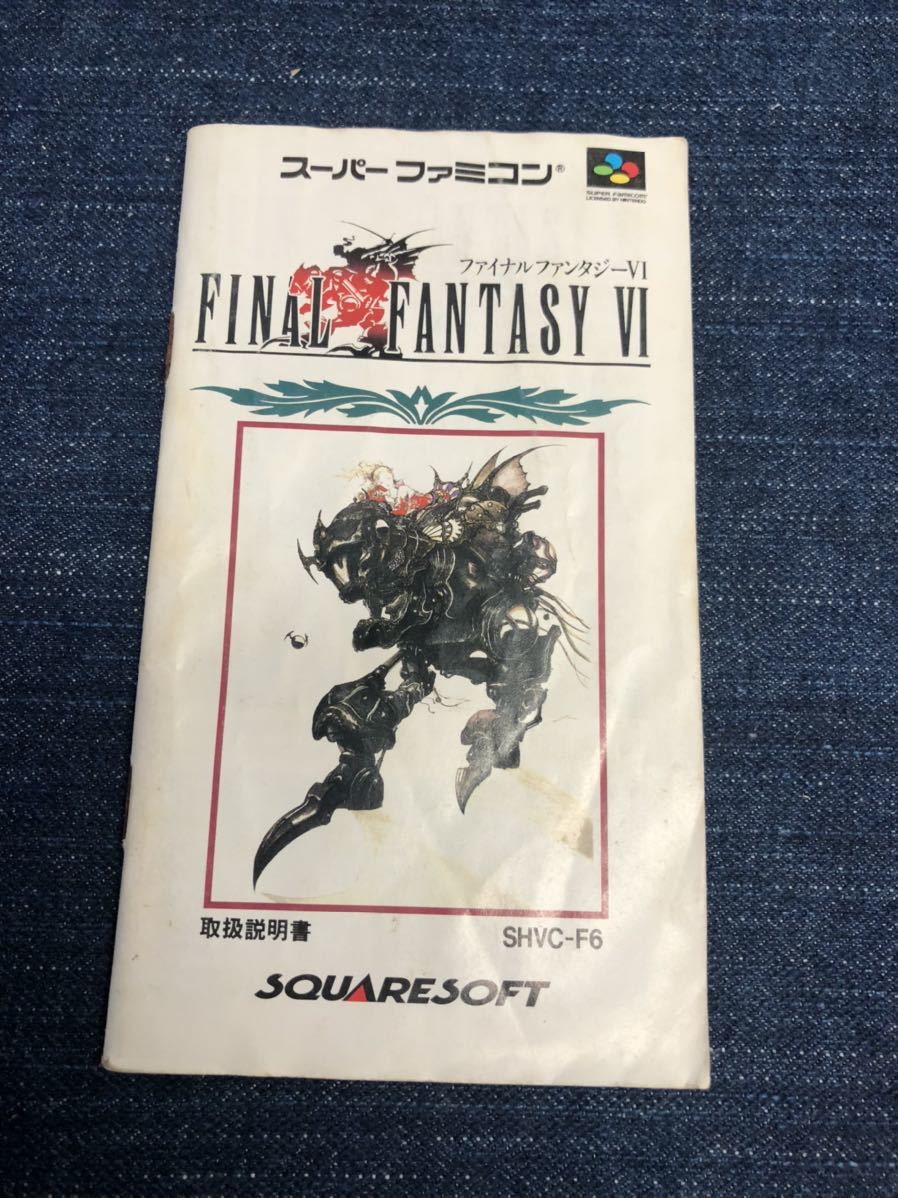 スーパーファミコン®
SUPER FAMICOM
LICENSED BY NINTENDO
ファイナルファンタジーVI
FINAL FANTASY VI
取扱説明書
SHVC-F6
SQUARESOFT